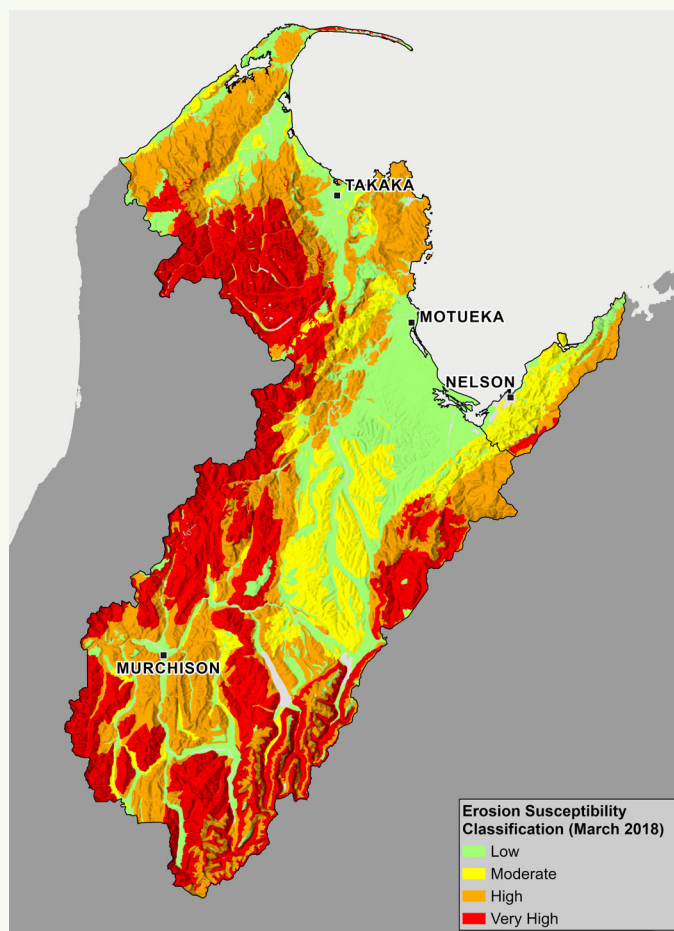 TAKAKA
MOTUEKA
NELSON
MURCHISON
Erosion Susceptibility
Classification (March 2018)
Low
Moderate
High
Very High